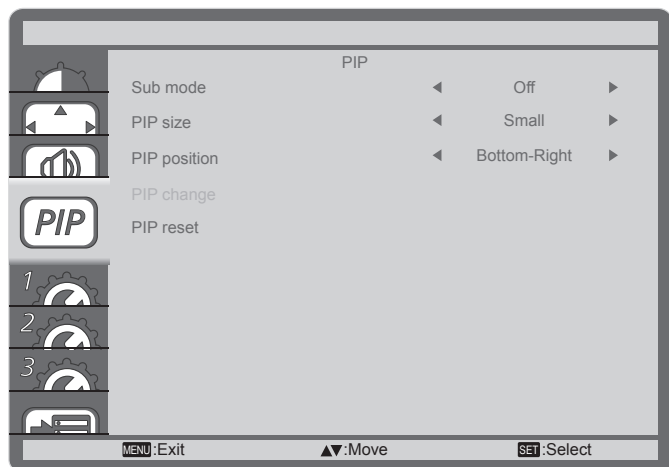 PIP
Sub mode ◀ Off ▶
PIP size ◀ Small ▶
PIP position ◀ Bottom-Right ▶
PIP change
PIP
PIP reset
1
2
3
MENU:Exit ▲▼:Move SET:Select